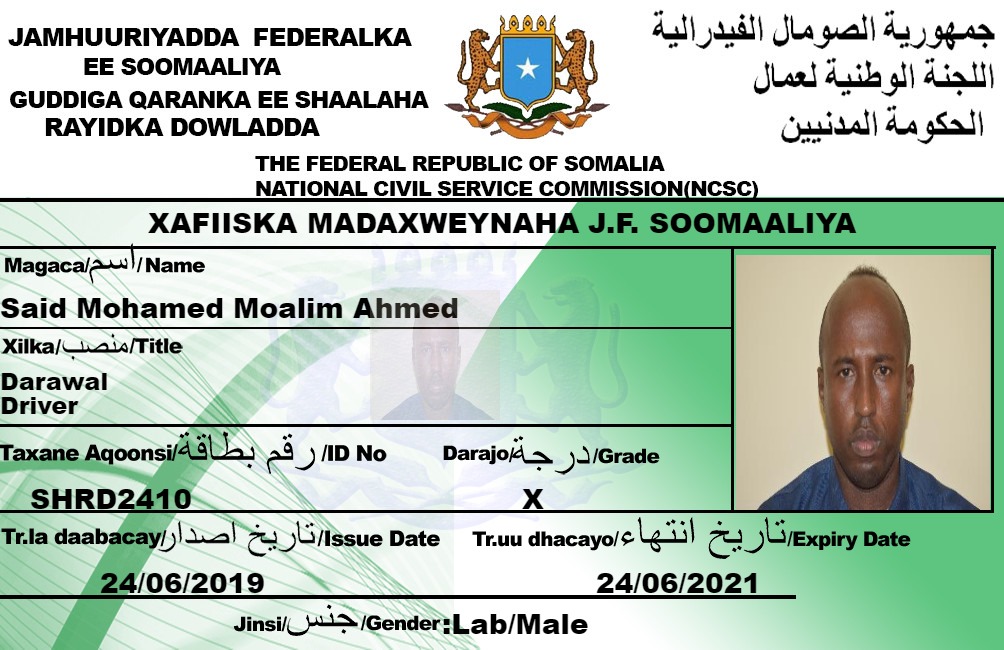 JAMHUURIYADDA FEDERALKA
EE SOOMAALIYA
GUDDIGA QARANKA EE SHAALAHA
RAYIDKA DOWLADDA
جمهورية الصومال الفيدرالية
اللجنة الوطنية لعمال
الحكومة المدنيين
THE FEDERAL REPUBLIC OF SOMALIA
NATIONAL CIVIL SERVICE COMMISSION(NCSC)
XAFIISKA MADAXWEYNAHA J.F. SOOMAALIYA
Magaca/اسم/Name
Said Mohamed Moalim Ahmed
Xilka/منصب/Title
Darawal
Driver
Taxane Aqoonsi/رقم بطاقة/ID No
Darajo/درجة/Grade
SHRD2410
X
Tr.la daabacay/تاريخ اصدار/Issue Date
Tr.uu dhacayo/تاريخ انتهاء/Expiry Date
24/06/2019
24/06/2021
Jinsi/جنس/Gender:Lab/Male